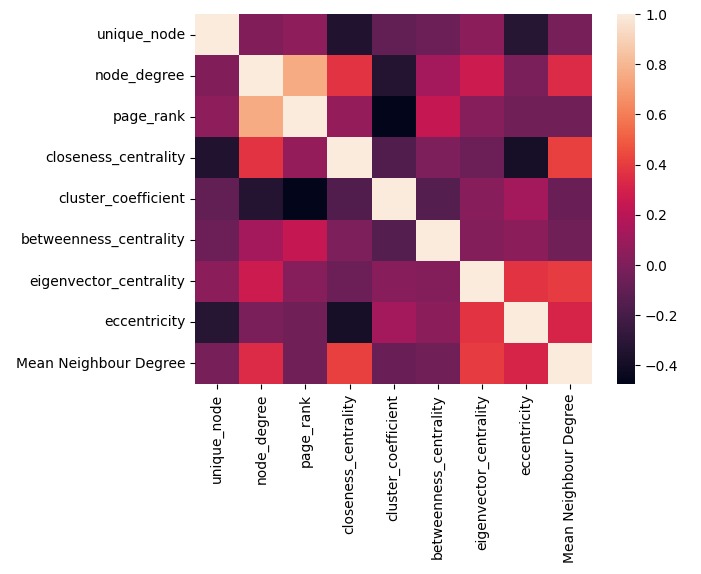 unique_node
node_degree
page_rank
closeness_centrality
cluster_coefficient
betweenness_centrality
eigenvector_centrality
eccentricity
Mean Neighbour Degree
unique_node
node_degree
page_rank
closeness_centrality
cluster_coefficient
betweenness_centrality
eigenvector_centrality
eccentricity
Mean Neighbour Degree
1.0
0.8
0.6
0.4
0.2
0.0
−0.2
−0.4